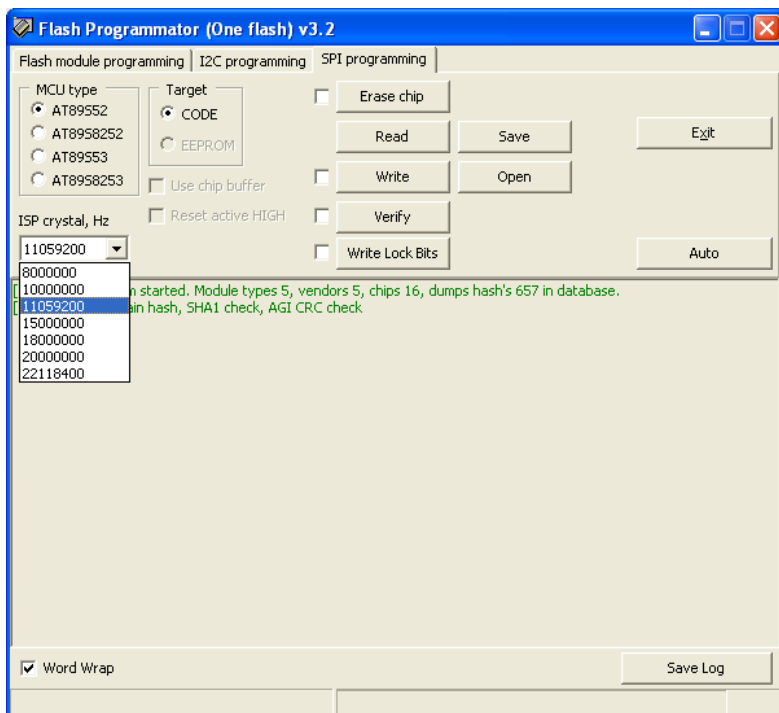 Flash Programmator (One flash) v3.2
Flash module programming I2C programming SPI programming
MCU type
AT89S52
AT89S8252
AT89S53
AT89S8253
Target
CODE
EEPROM
Use chip buffer
Reset active HIGH
ISP crystal, Hz
11059200
8000000
10000000
11059200
15000000
18000000
20000000
22118400
Erase chip
Read Save
Write Open
Verify
Write Lock Bits
Exit
Auto
started. Module types 5, vendors 5, chips 16, dumps hash's 657 in database.
hash, SHA1 check, AGI CRC check
Word Wrap
Save Log